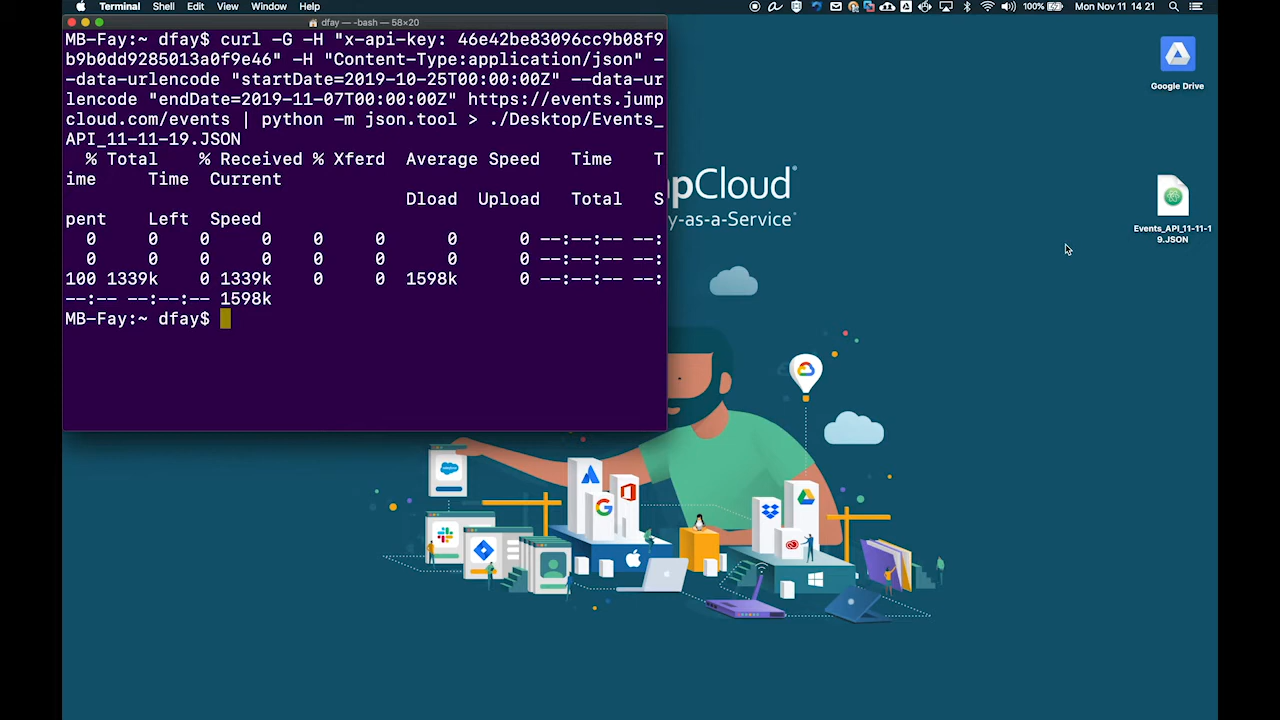 Terminal Shell Edit View Window Help 100% Mon Nov 11 14:21
dfay — -bash — 58×20
MB-Fay:~ dfay$ curl -G -H "x-api-key: 46e42be83096cc9b08f9
b9b0dd9285013a0f9e46" -H "Content-Type:application/json" -
-data-urlencode "startDate=2019-10-25T00:00:00Z" --data-ur
lencode "endDate=2019-11-07T00:00:00Z" https://events.jump
cloud.com/events | python -m json.tool > ./Desktop/Events_
API_11-11-19.JSON
% Total % Received % Xferd Average Speed Time T
ime Time Current
Dload Upload Total S
pent Left Speed
0 0 0 0 0 0 0 0 --:--:-- --:
0 0 0 0 0 0 0 0 --:--:-- --:
100 1339k 0 1339k 0 0 1598k 0 --:--:-- --:
--:-- --:--:-- 1598k
MB-Fay:~ dfay$
pCloud
y-as-a-Service
Google Drive
Events_API_11-11-1
9.JSON